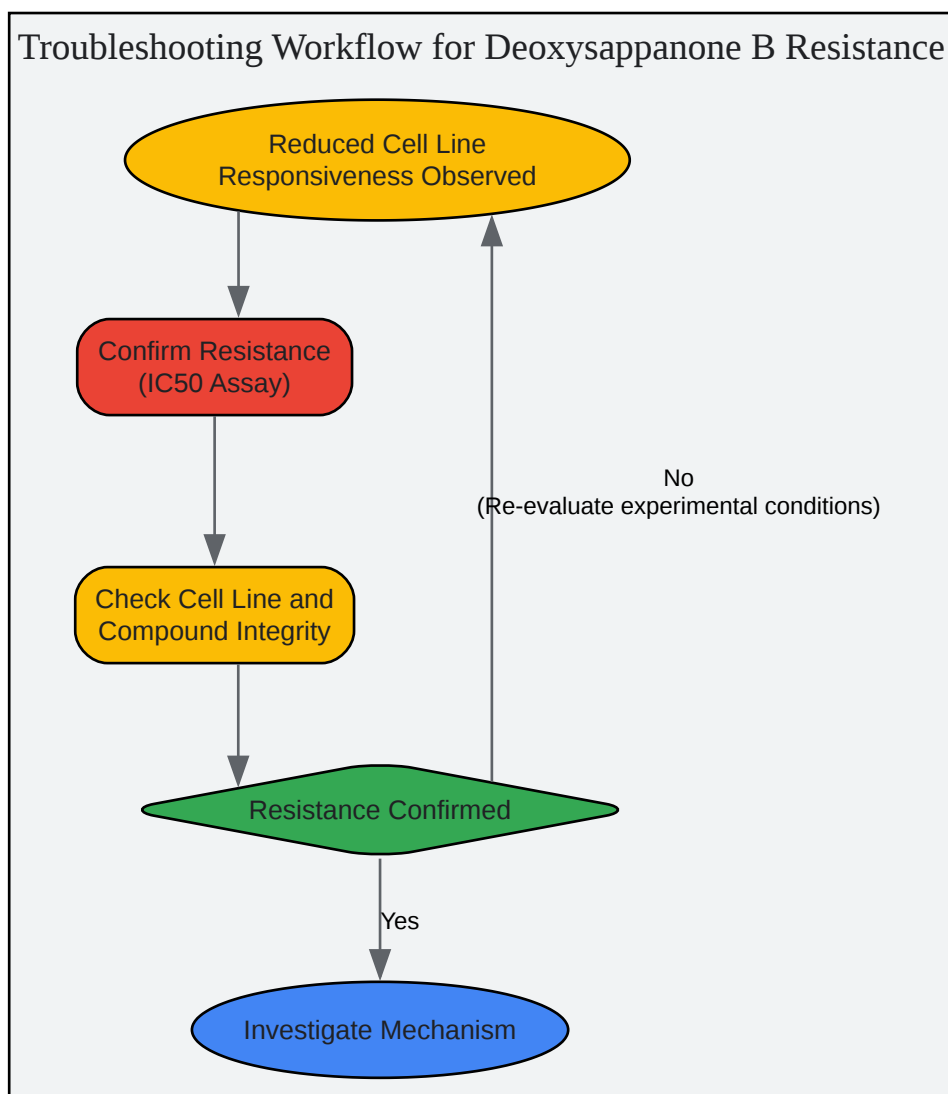 Troubleshooting Workflow for Deoxysappanone B Resistance
Reduced Cell Line
Responsiveness Observed
Confirm Resistance
(IC50 Assay)
No
(Re-evaluate experimental conditions)
Check Cell Line and
Compound Integrity
Resistance Confirmed
Yes
Investigate Mechanism